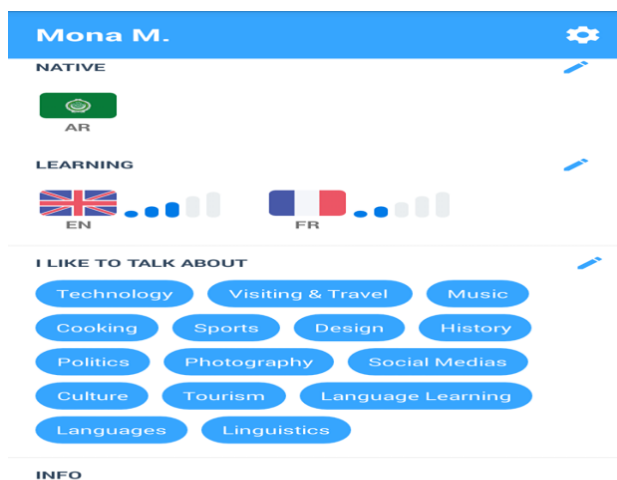 Mona M.
NATIVE
AR
LEARNING
EN FR
I LIKE TO TALK ABOUT
Technology Visiting & Travel Music
Cooking Sports Design History
Politics Photography Social Medias
Culture Tourism Language Learning
Languages Linguistics
INFO